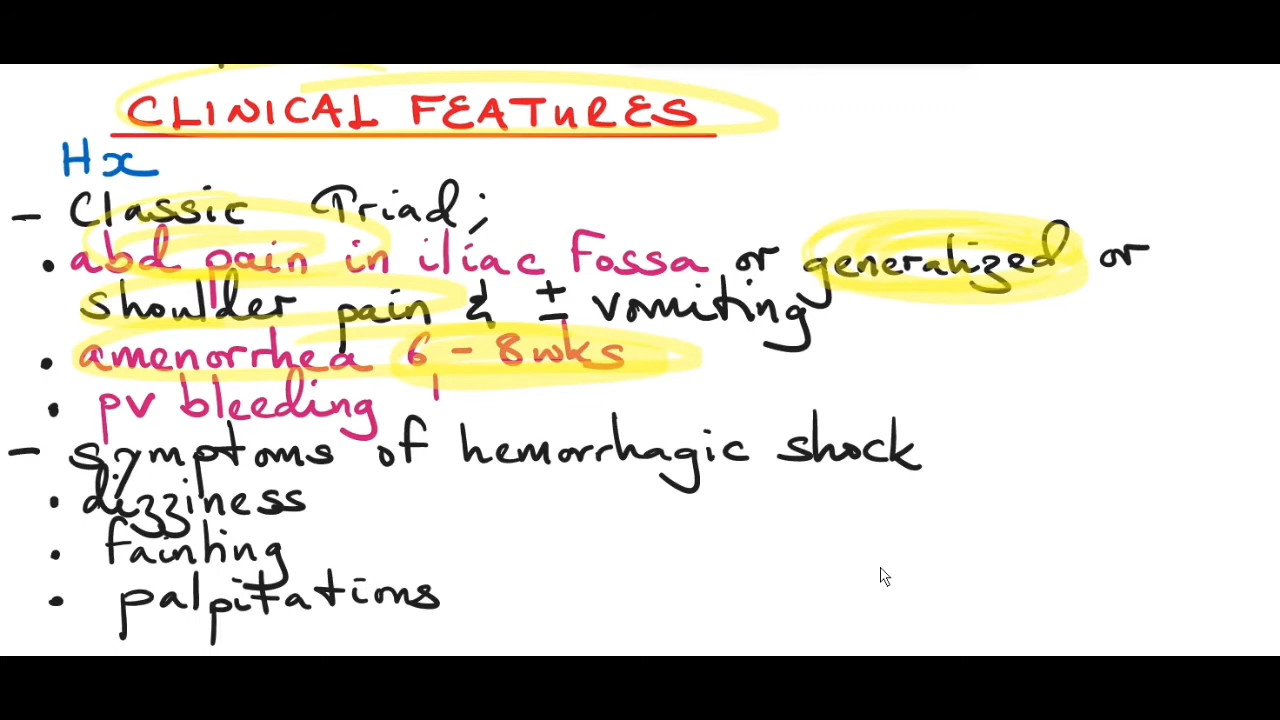 CLINICAL FEATURES
Hx
- Classic Triad;
• abd pain in iliac Fossa or generalized or
shoulder pain & ± vomiting
• amenorrhea 6 - 8wks
• pv bleeding
- symptoms of hemorrhagic shock
• dizziness
• fainting
• palpitations